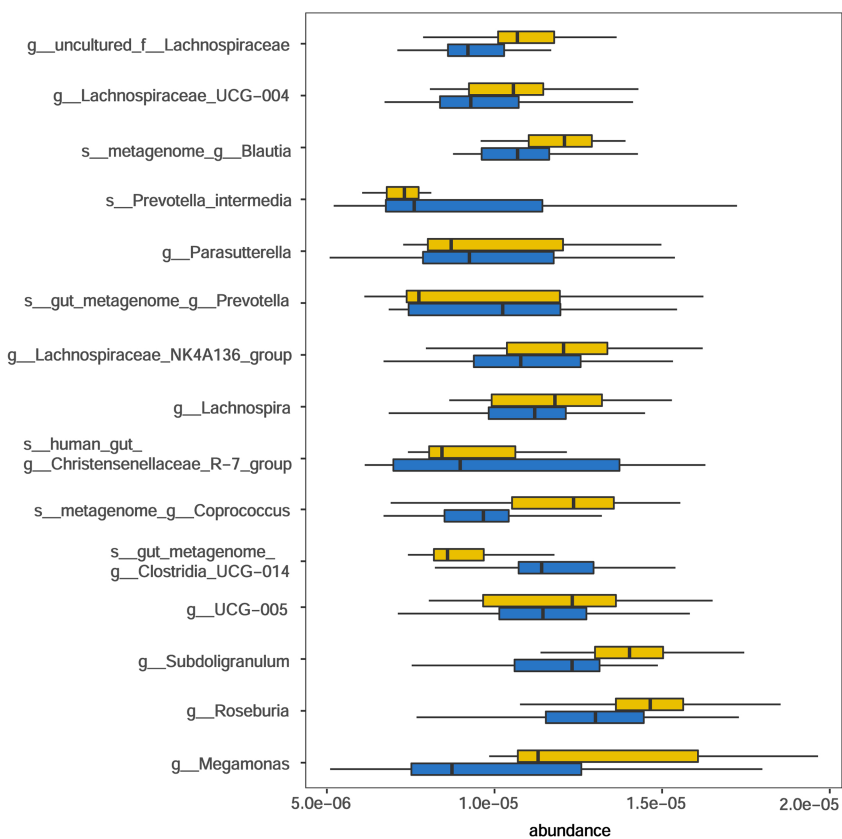 g__uncultured_f__Lachnospiraceae
g__Lachnospiraceae_UCG-004
s__metagenome_g__Blautia
s__Prevotella_intermedia
g__Parasutterella
s__gut_metagenome_g__Prevotella
g__Lachnospiraceae_NK4A136_group
g__Lachnospira
s__human_gut_
g__Christensenellaceae_R-7_group
s__metagenome_g__Coprococcus
s__gut_metagenome_
g__Clostridia_UCG-014
g__UCG-005
g__Subdoligranulum
g__Roseburia
g__Megamonas
5.0e-06 1.0e-05 1.5e-05 2.0e-05
abundance